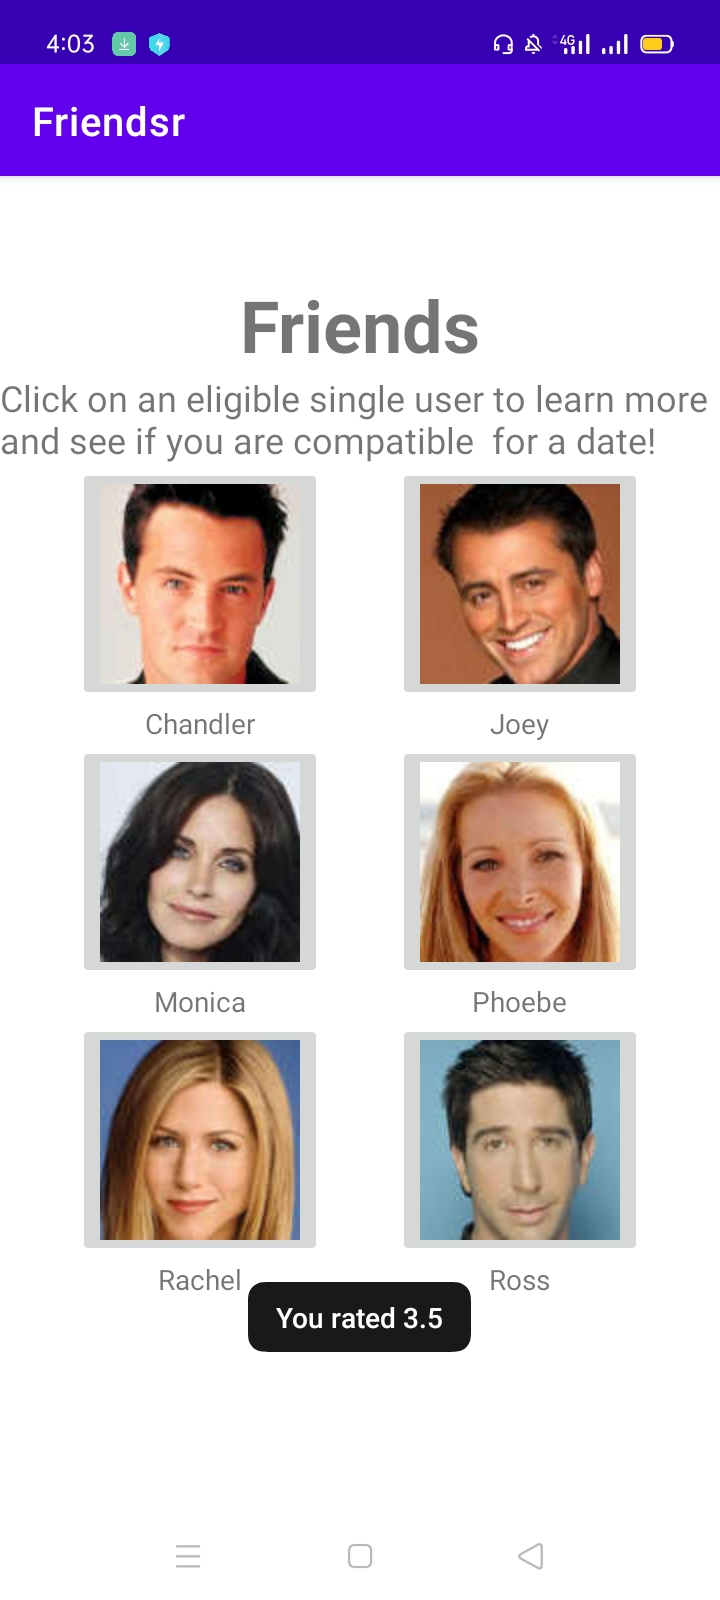 4:03
4G
Friendsr
Friends
Click on an eligible single user to learn more
and see if you are compatible  for a date!
Chandler
Joey
Monica
Phoebe
Rachel
Ross
You rated 3.5